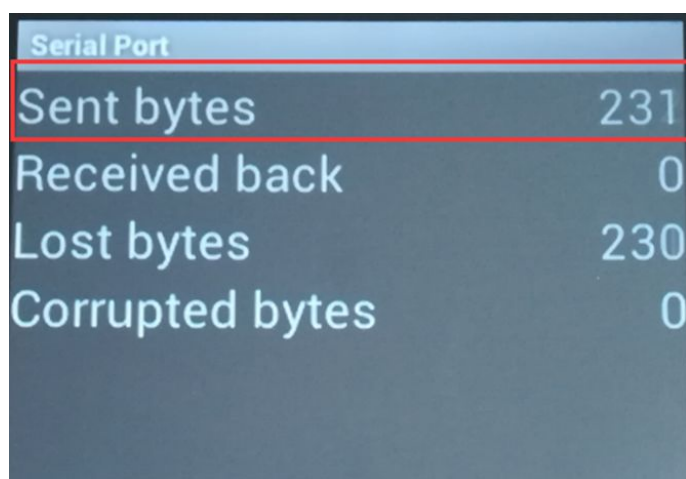 Serial Port
Sent bytes 231
Received back 0
Lost bytes 230
Corrupted bytes 0